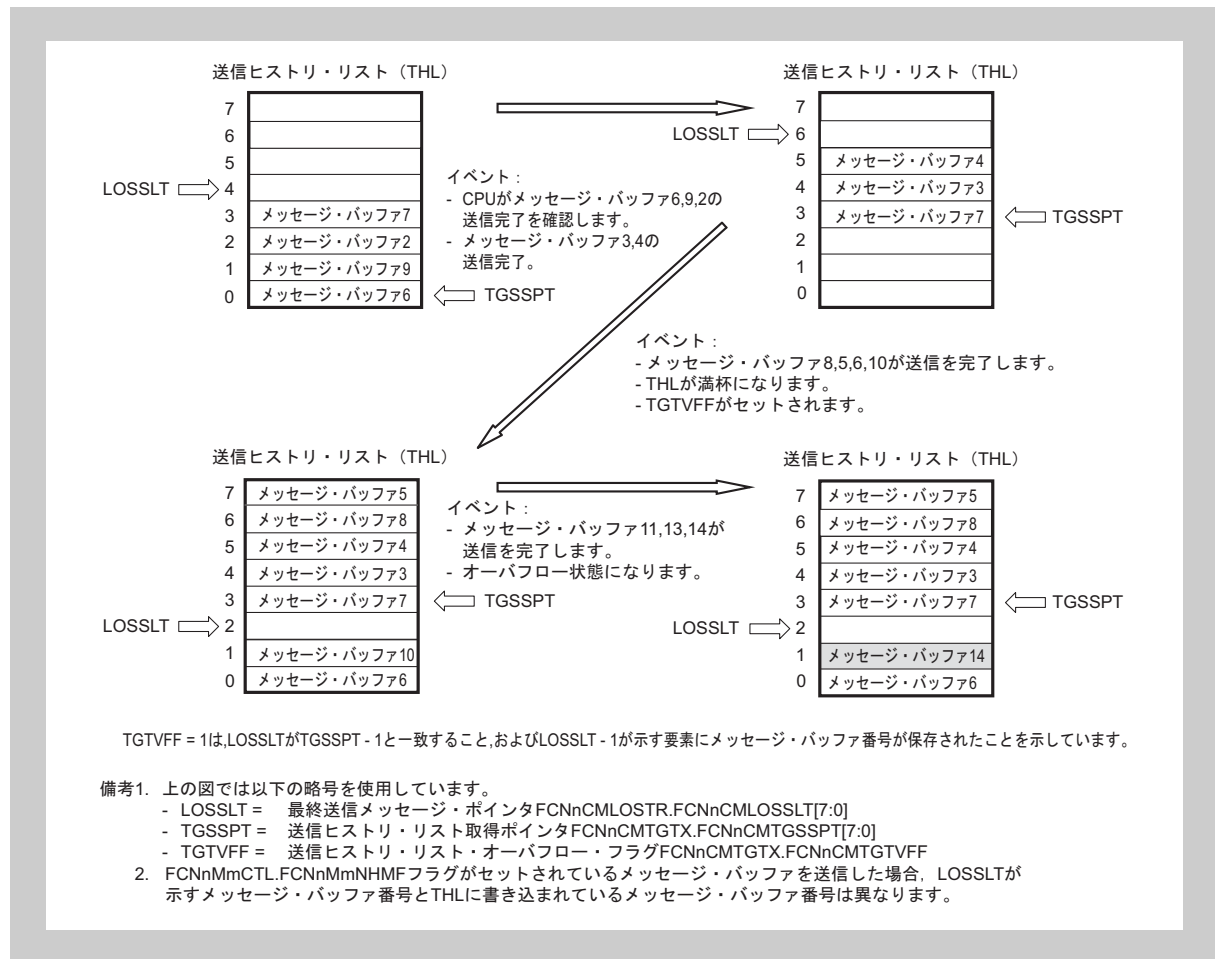 送信ヒストリ・リスト（THL）
7
6
5
LOSSLT 4
3 メッセージ・バッファ7
2 メッセージ・バッファ2
1 メッセージ・バッファ9
0 メッセージ・バッファ6 TGSSPT
イベント：
- CPUがメッセージ・バッファ6,9,2の
送信完了を確認します。
- メッセージ・バッファ3,4の
送信完了。
送信ヒストリ・リスト（THL）
7
LOSSLT 6
5 メッセージ・バッファ4
4 メッセージ・バッファ3
3 メッセージ・バッファ7 TGSSPT
2
1
0
イベント：
- メッセージ・バッファ8,5,6,10が送信を完了します。
- THLが満杯になります。
- TGTVFFがセットされます。
送信ヒストリ・リスト（THL）
7 メッセージ・バッファ5
6 メッセージ・バッファ8
5 メッセージ・バッファ4
4 メッセージ・バッファ3
3 メッセージ・バッファ7 TGSSPT
LOSSLT 2
1 メッセージ・バッファ10
0 メッセージ・バッファ6
イベント：
- メッセージ・バッファ11,13,14が
送信を完了します。
- オーバフロー状態になります。
送信ヒストリ・リスト（THL）
7 メッセージ・バッファ5
6 メッセージ・バッファ8
5 メッセージ・バッファ4
4 メッセージ・バッファ3
3 メッセージ・バッファ7 TGSSPT
LOSSLT 2
1 メッセージ・バッファ14
0 メッセージ・バッファ6
TGTVFF = 1は,LOSSLTがTGSSPT - 1と一致すること,およびLOSSLT - 1が示す要素にメッセージ・バッファ番号が保存されたことを示しています。
備考1. 上の図では以下の略号を使用しています。
- LOSSLT = 最終送信メッセージ・ポインタFCNnCMLOSTR.FCNnCMLOSSLT[7:0]
- TGSSPT = 送信ヒストリ・リスト取得ポインタFCNnCMTGTX.FCNnCMTGSSPT[7:0]
- TGTVFF = 送信ヒストリ・リスト・オーバフロー・フラグFCNnCMTGTX.FCNnCMTGTVFF
2. FCNnMmCTL.FCNnMmNHMFフラグがセットされているメッセージ・バッファを送信した場合，LOSSLTが
示すメッセージ・バッファ番号とTHLに書き込まれているメッセージ・バッファ番号は異なります。